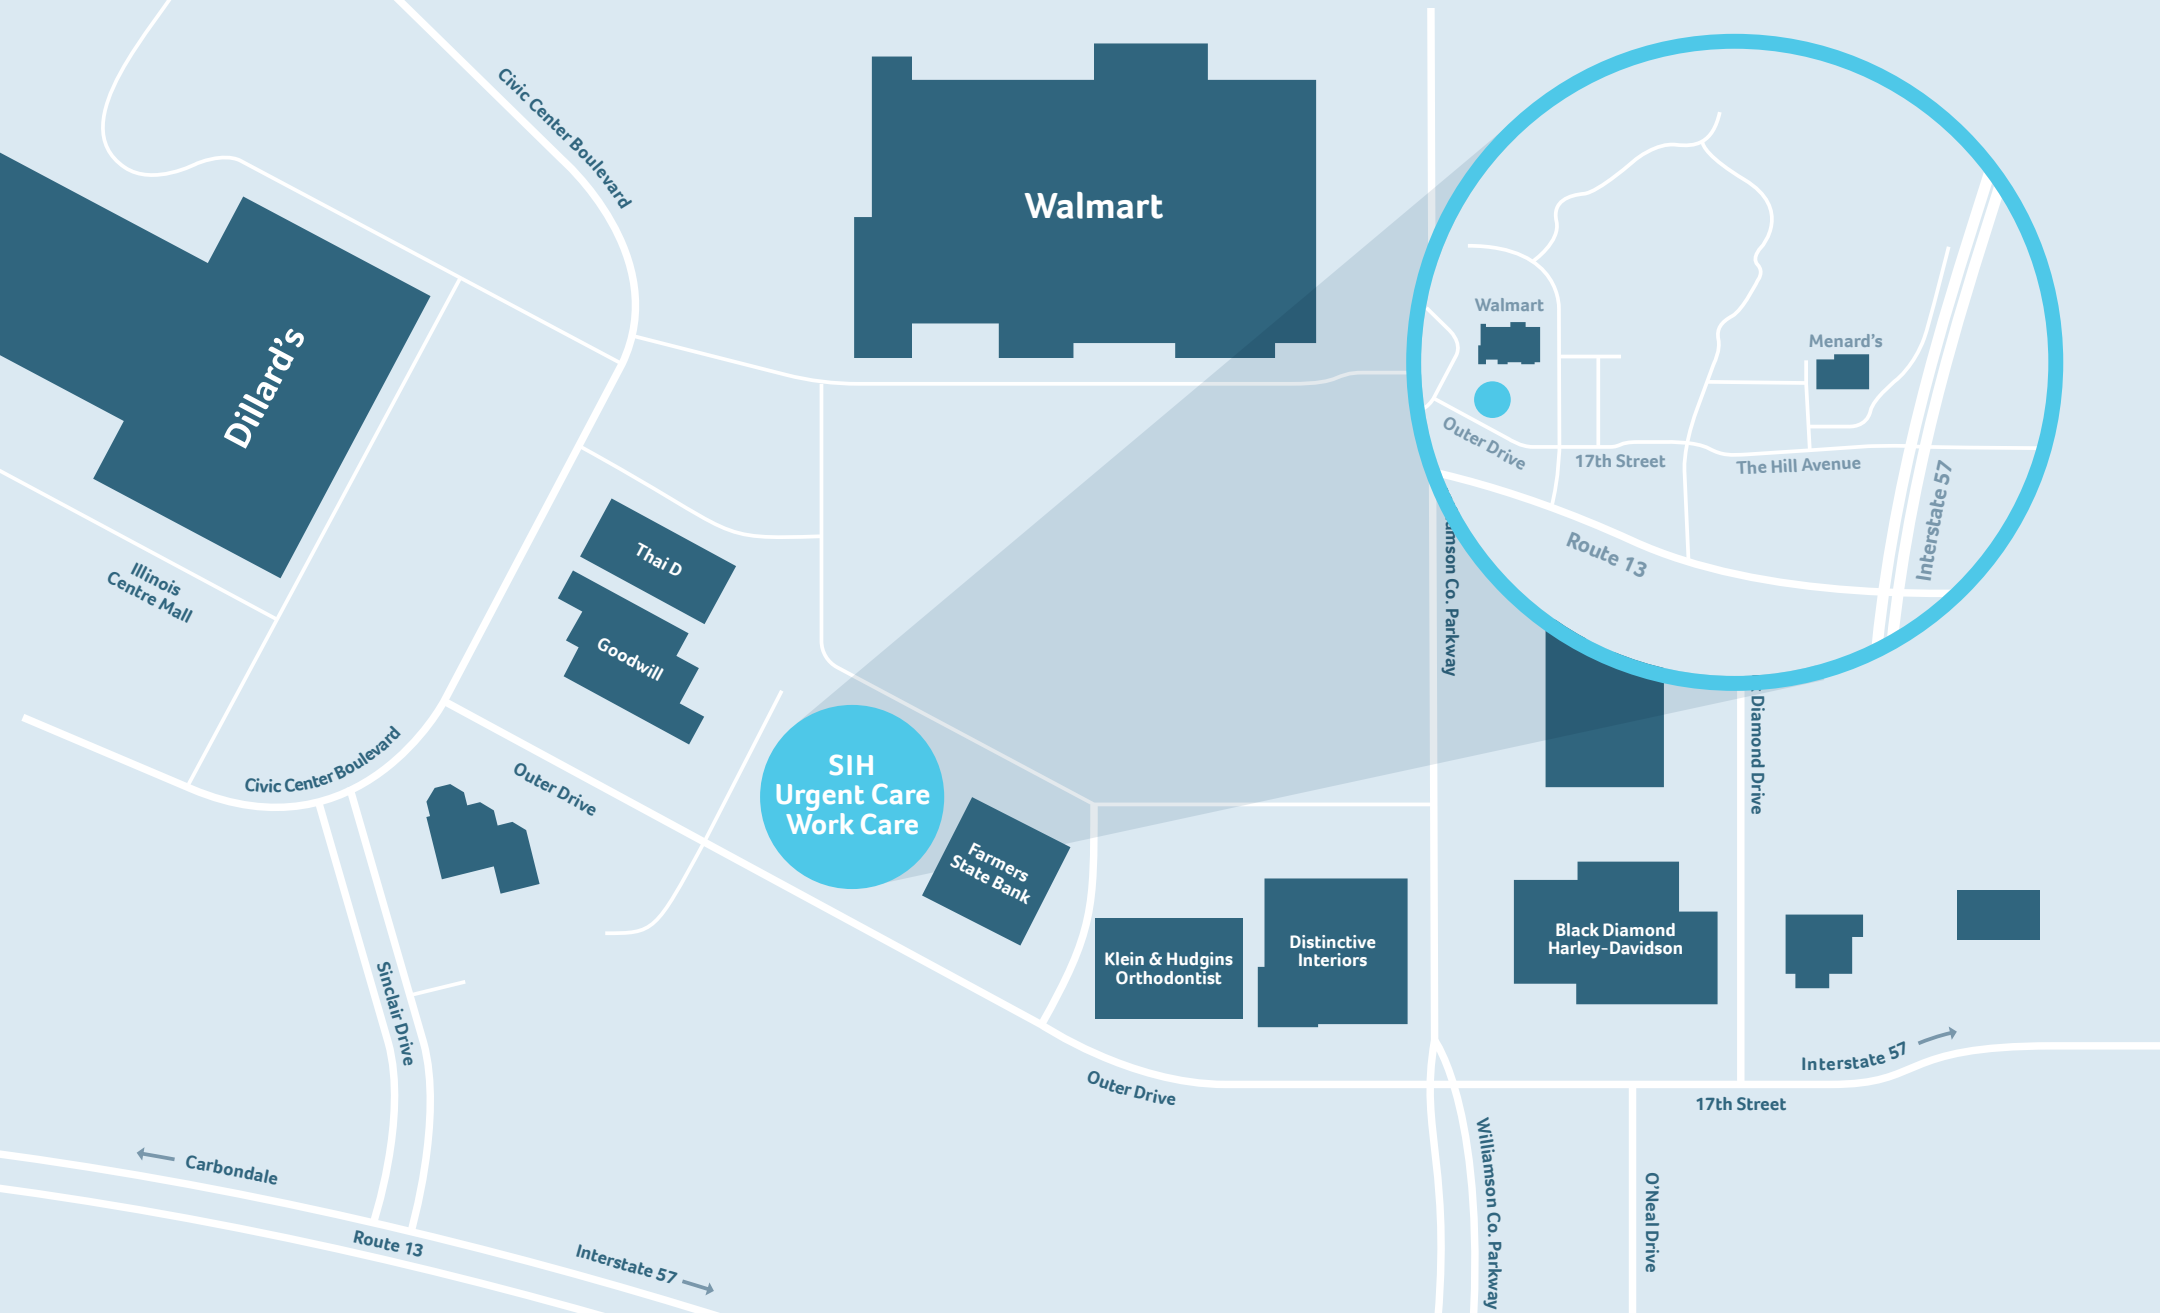 Civic Center Boulevard
Walmart
Dillard’s
Illinois
Centre Mall
Thai D
Goodwill
Civic Center Boulevard
Outer Drive
SIH
Urgent Care
Work Care
Farmers
State Bank
Klein & Hudgins
Orthodontist
Distinctive
Interiors
Black Diamond
Harley-Davidson
Sinclair Drive
Outer Drive
Interstate 57
17th Street
Williamson Co. Parkway
O’Neal Drive
Carbondale
Route 13
Interstate 57
Co. Parkway
Diamond Drive
Walmart
Menard’s
Outer Drive
17th Street
The Hill Avenue
Route 13
Interstate 57